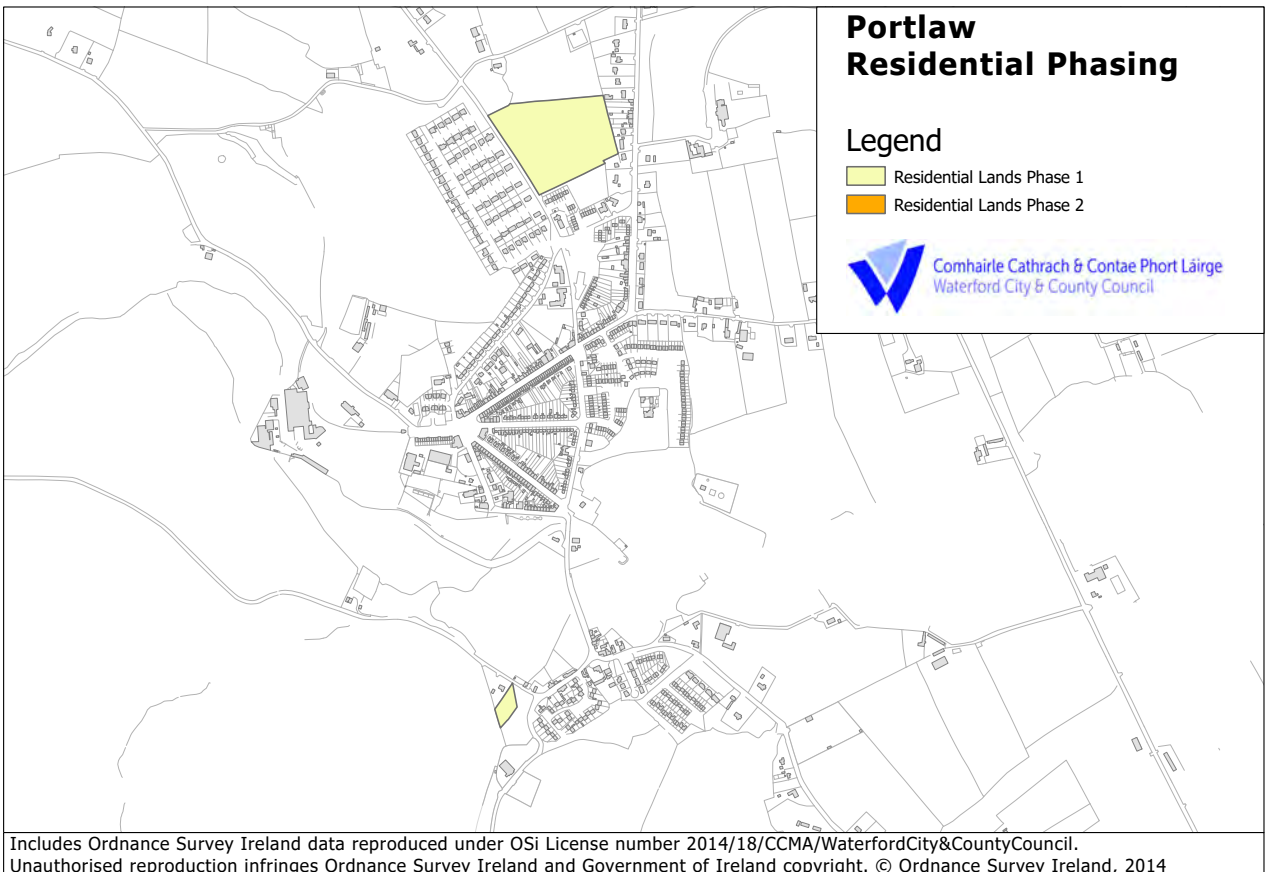 Portlaw
Residential Phasing
Legend
Residential Lands Phase 1
Residential Lands Phase 2
Comhairle Cathrach & Contae Phort Láirge
Waterford City & County Council
Includes Ordnance Survey Ireland data reproduced under OSi License number 2014/18/CCMA/WaterfordCity&CountyCouncil.
Unauthorised reproduction infringes Ordnance Survey Ireland and Government of Ireland copyright. © Ordnance Survey Ireland, 2014